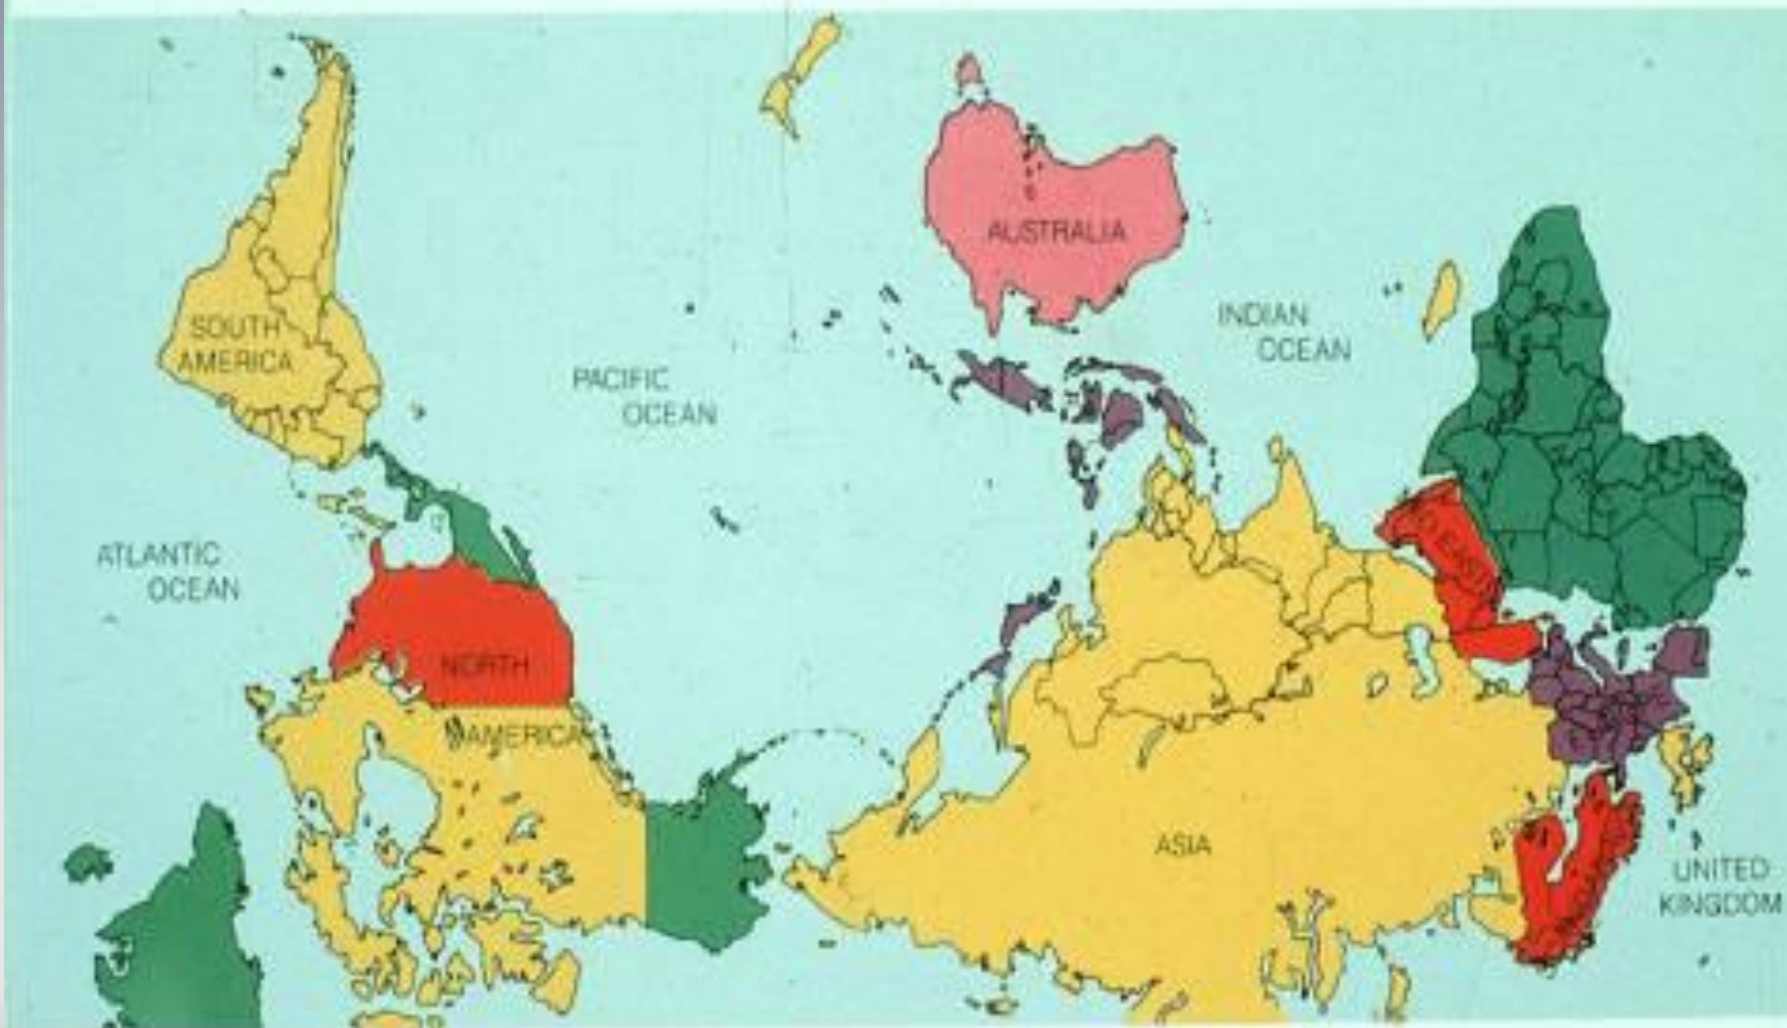 AUSTRALIA
SOUTH
AMERICA
INDIAN
OCEAN
PACIFIC
OCEAN
ATLANTIC
OCEAN
NORTH
AMERICA
ASIA
UNITED
KINGDOM